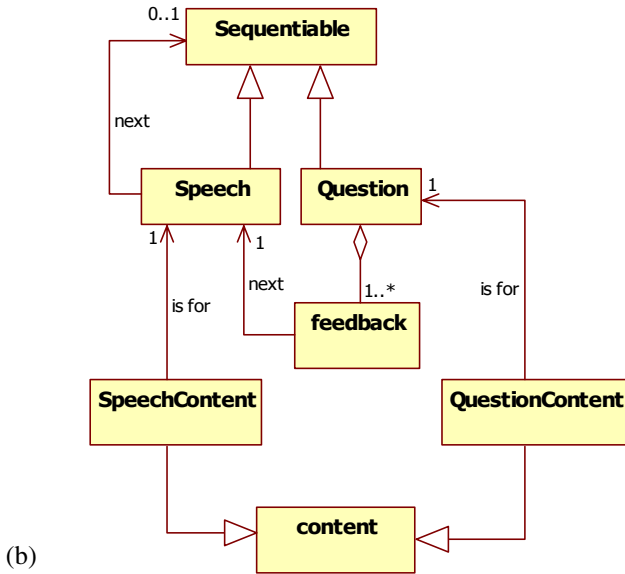 0..1
Sequentiable
next
Speech
Question
1
1
1
next
1..*
is for
is for
feedback
SpeechContent
QuestionContent
content
(b)